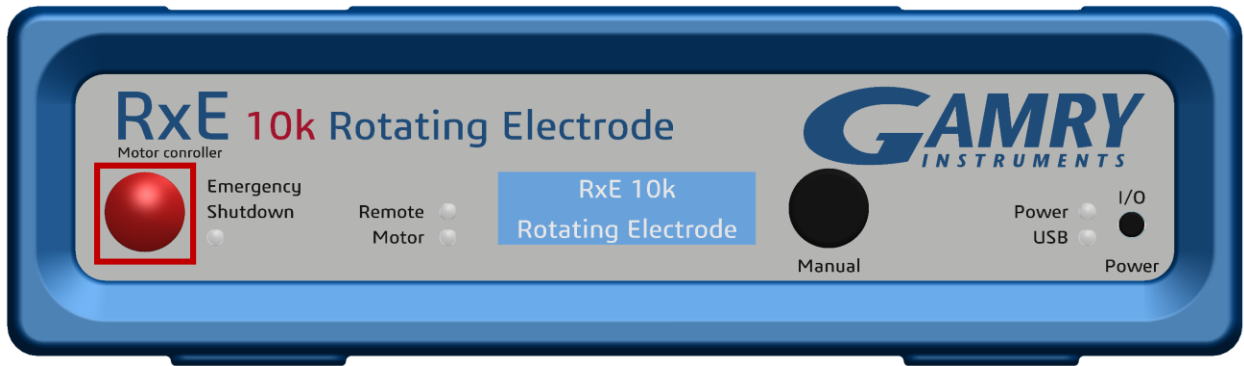 RxE 10k Rotating Electrode
Motor conroller
GAMRY
INSTRUMENTS
Emergency
Shutdown
Remote
Motor
RxE 10k
Rotating Electrode
Manual
Power
USB
I/O
Power